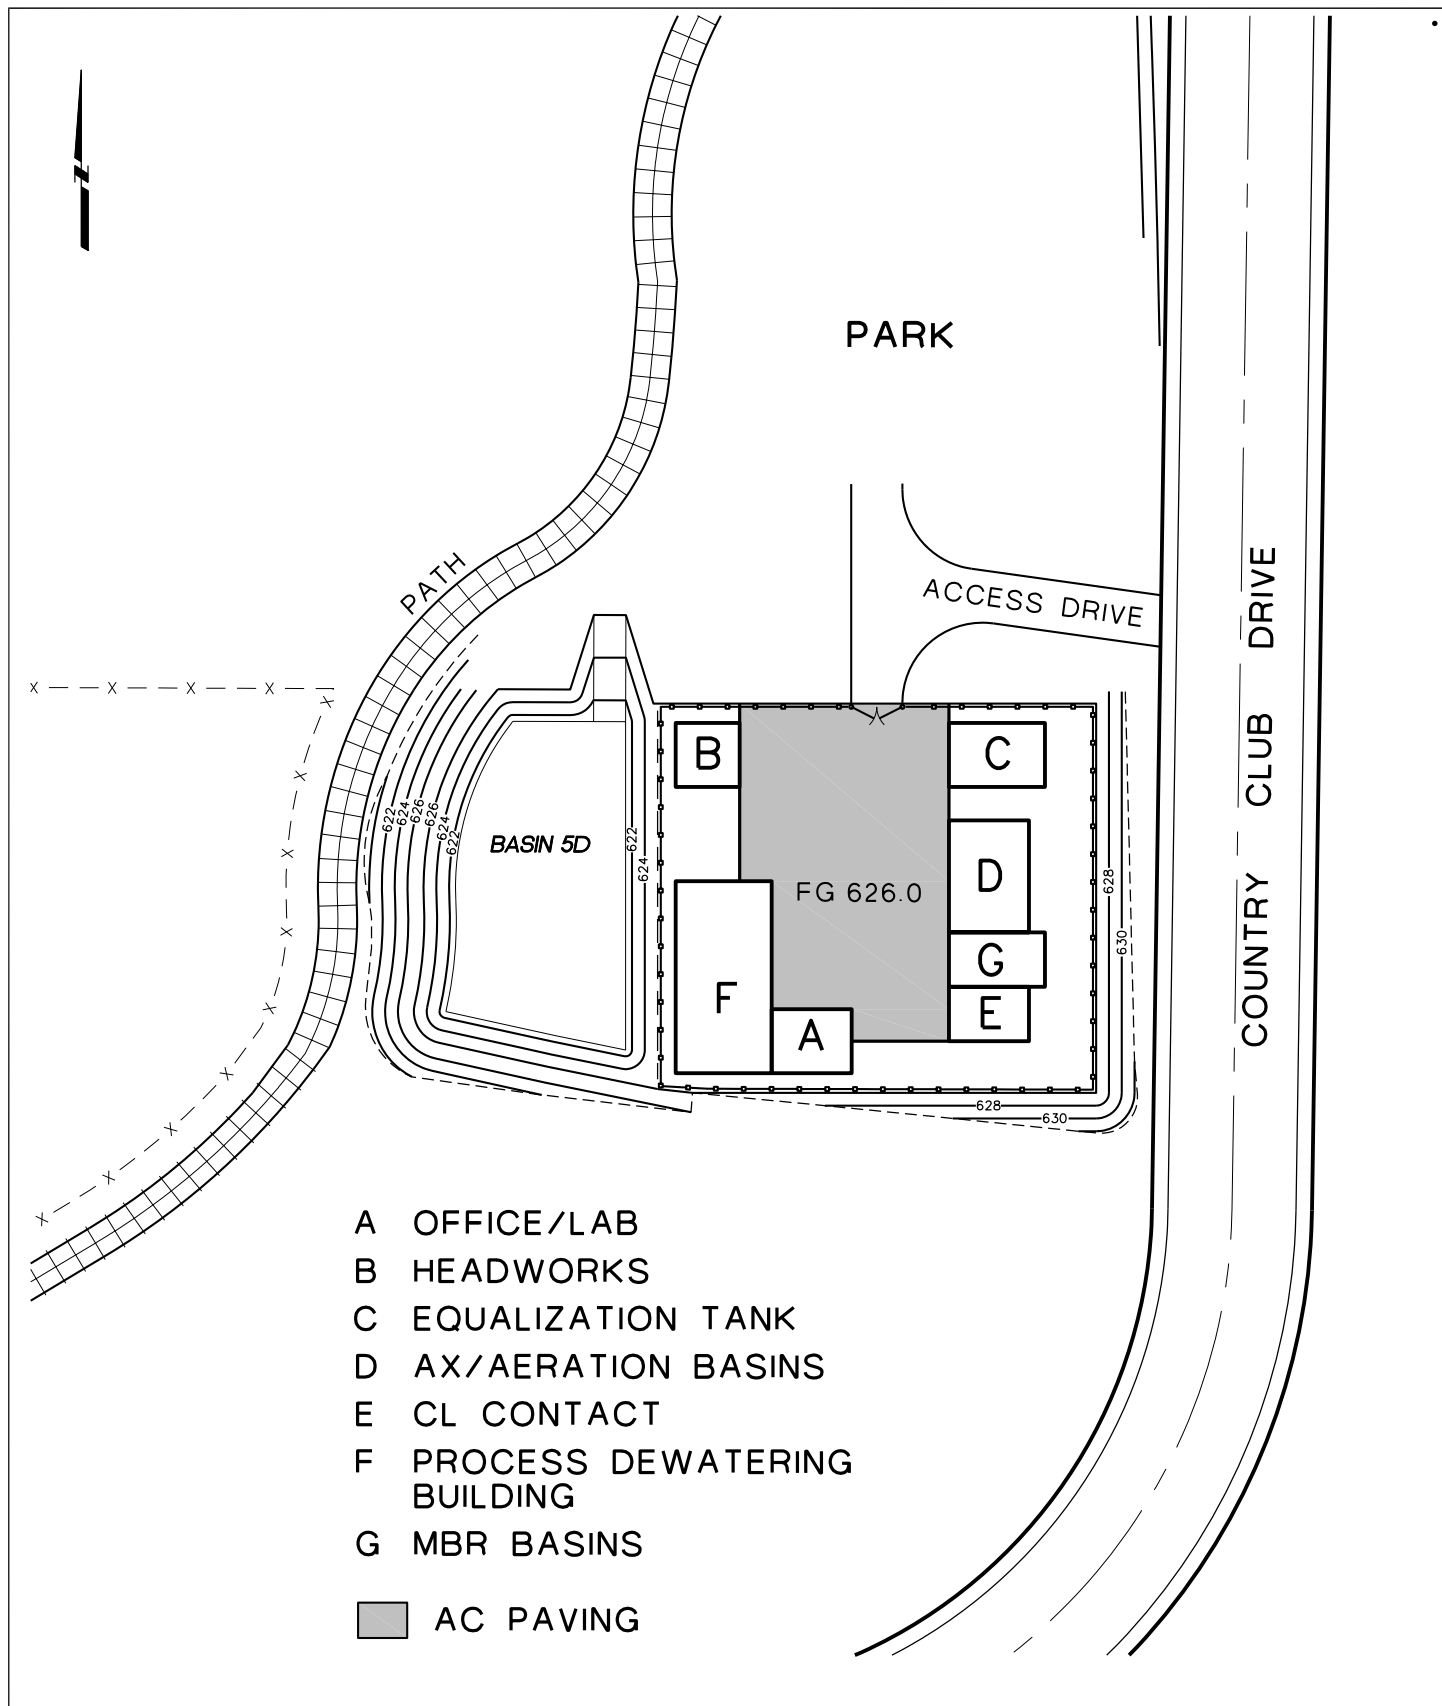 PARK
PATH
ACCESS DRIVE
COUNTRY CLUB DRIVE
B
C
622
624
626
626
624
622
BASIN 5D
622
624
D
FG 626.0
628
630
G
F
E
A
628
630
A OFFICE/LAB
B HEADWORKS
C EQUALIZATION TANK
D AX/AERATION BASINS
E CL CONTACT
F PROCESS DEWATERING
BUILDING
G MBR BASINS
AC PAVING